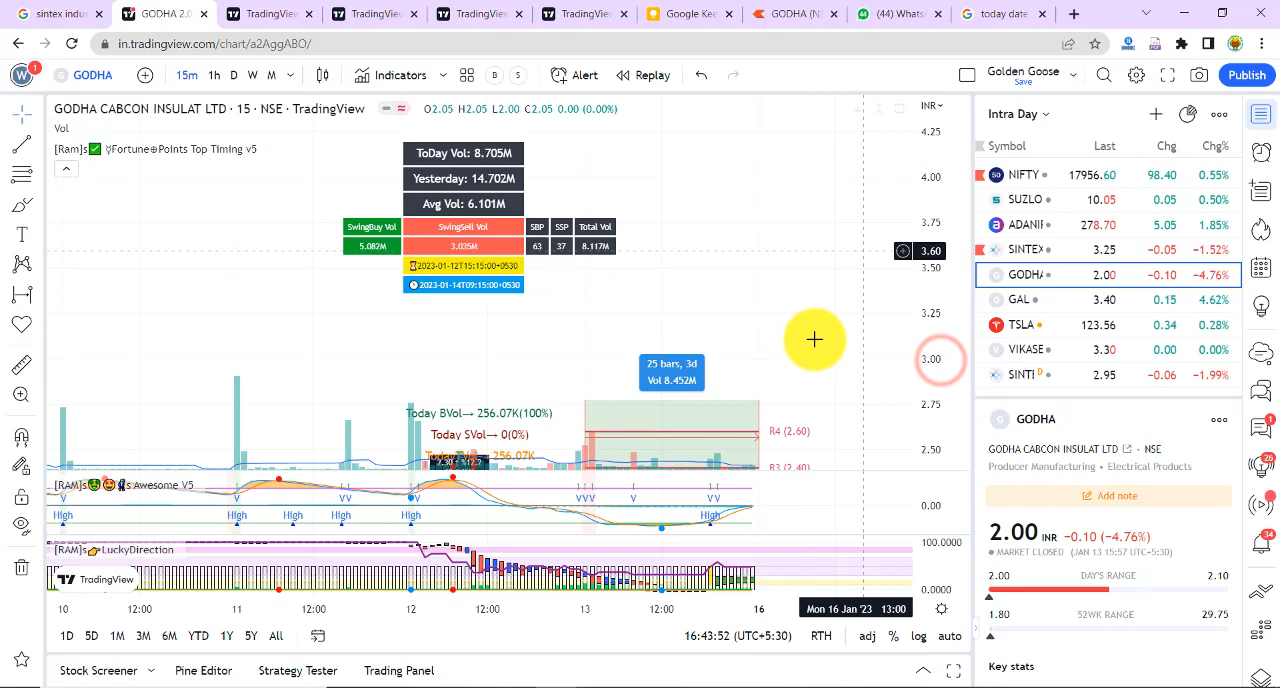 sintex indus
GODHA 2.0
TradingView
TradingView
TradingView
TradingView
Google Kee
GODHA (NS
(44) Whats
today date
in.tradingview.com/chart/a2AggABO/
W 1 GODHA 15m 1h D W M Indicators B S Alert Replay Golden Goose Save Publish
GODHA CABCON INSULAT LTD · 15 · NSE · TradingView O2.05 H2.05 L2.00 C2.05 0.00 (0.00%) INR
Vol
[Ram]s✅ ☿Fortune⊕Points Top Timing v5
ToDay Vol: 8.705M
Yesterday: 14.702M
Avg Vol: 6.101M
SwingBuy Vol SwingSell Vol SBP SSP Total Vol
5.082M 3.035M 63 37 8.117M
⌛2023-01-12T15:15:00+0530
2023-01-14T09:15:00+0530
4.25
4.00
3.75
3.60
3.50
3.25
3.00
2.75
2.50
0.00
100.0000
0.0000
25 bars, 3d
Vol 8.452M
Today BVol→ 256.07K(100%)
Today SVol→ 0(0%)
R4 (2.60)
R3 (2.40)
[RAM]s🤑😊 Awesome V5
V V V V V V V V V V
High High High High High High
[RAM]s👉LuckyDirection
TradingView
10 12:00 11 12:00 12 12:00 13 12:00 16 Mon 16 Jan '23 13:00
1D 5D 1M 3M 6M YTD 1Y 5Y All 16:43:52 (UTC+5:30) RTH adj % log auto
Stock Screener Pine Editor Strategy Tester Trading Panel
Intra Day
Symbol Last Chg Chg%
NIFTY 17956.60 98.40 0.55%
SUZLO 10.05 0.05 0.50%
ADANIF 278.70 5.05 1.85%
SINTEX 3.25 −0.05 −1.52%
GODHA 2.00 −0.10 −4.76%
GAL 3.40 0.15 4.62%
TSLA 123.56 0.34 0.28%
VIKASE 3.30 0.00 0.00%
SINTI D 2.95 −0.06 −1.99%
GODHA
GODHA CABCON INSULAT LTD NSE
Producer Manufacturing • Electrical Products
Add note
2.00 INR −0.10 (−4.76%)
MARKET CLOSED (JAN 13 15:57 UTC+5:30)
2.00 DAY'S RANGE 2.10
1.80 52WK RANGE 29.75
Key stats
1
26
34